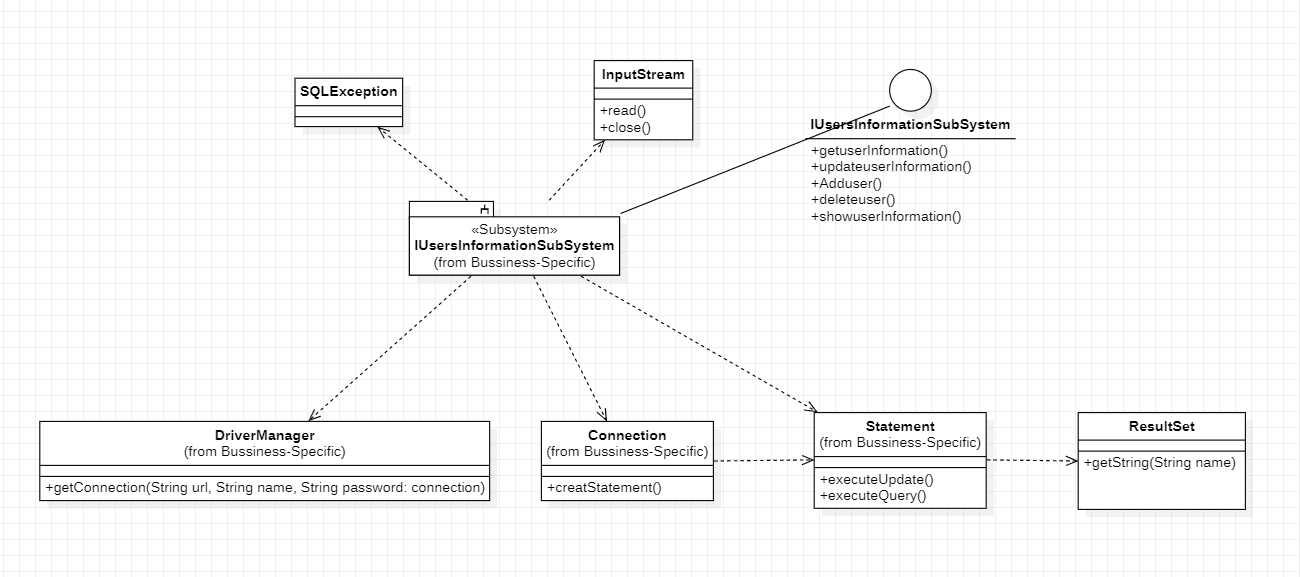 SQLException
InputStream
+read()
+close()
IUsersInformationSubSystem
+getuserInformation()
+updateuserInformation()
+Adduser()
+deleteuser()
+showuserInformation()
«Subsystem»
IUsersInformationSubSystem
(from Bussiness-Specific)
DriverManager
(from Bussiness-Specific)
+getConnection(String url, String name, String password: connection)
Connection
(from Bussiness-Specific)
+creatStatement()
Statement
(from Bussiness-Specific)
+executeUpdate()
+executeQuery()
ResultSet
+getString(String name)